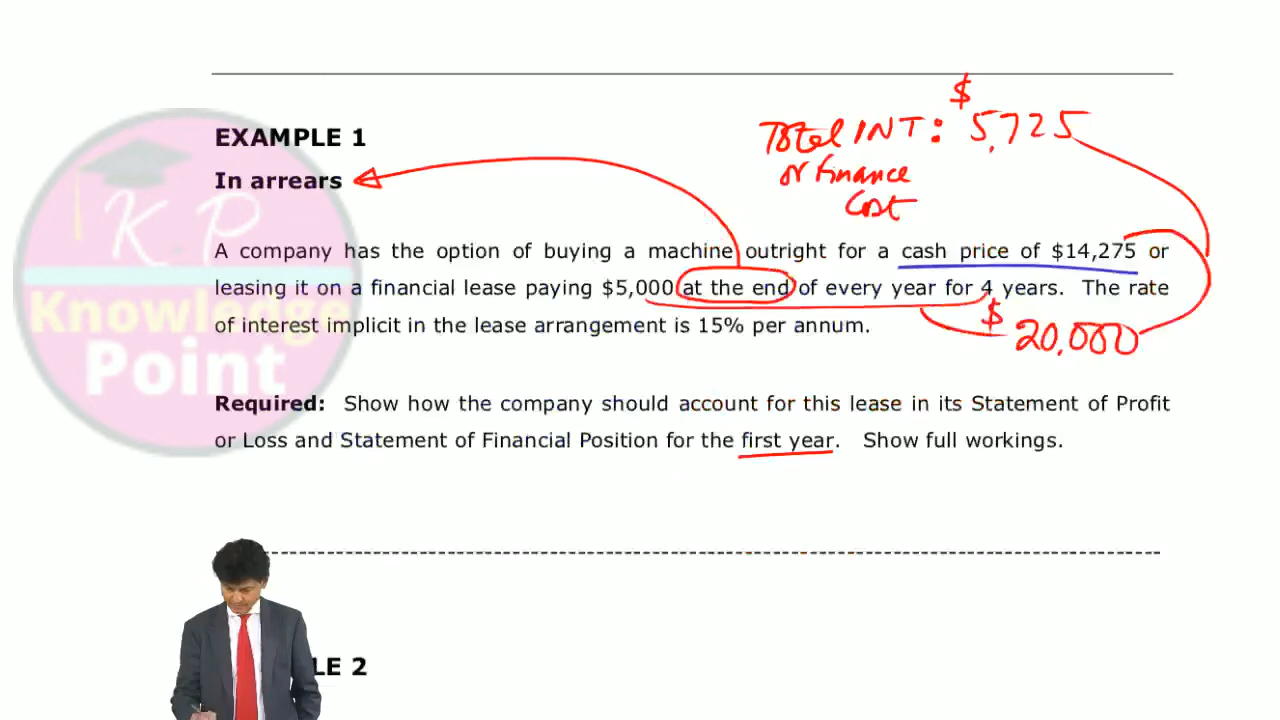 $
Total INT: 5,725
or finance
Cost
EXAMPLE 1
In arrears
A company has the option of buying a machine outright for a cash price of $14,275 or
leasing it on a financial lease paying $5,000 at the end of every year for 4 years. The rate
of interest implicit in the lease arrangement is 15% per annum.
$ 20,000
Required: Show how the company should account for this lease in its Statement of Profit
or Loss and Statement of Financial Position for the first year. Show full workings.
K P
Knowledge
Point
LE 2